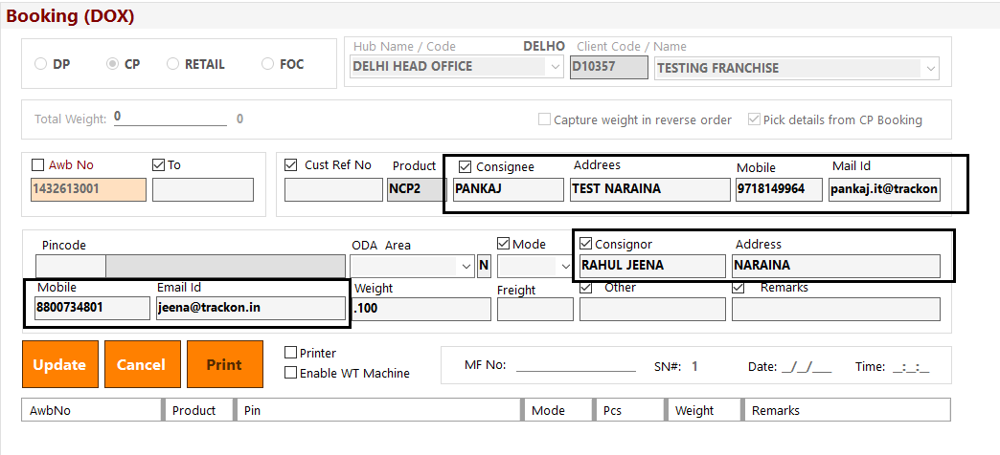 Booking (DOX)
DP CP RETAIL FOC
Hub Name / Code DELHO Client Code / Name
DELHI HEAD OFFICE D10357 TESTING FRANCHISE
Total Weight: 0 0 Capture weight in reverse order Pick details from CP Booking
Awb No To Cust Ref No Product Consignee Addrees Mobile Mail Id
1432613001 NCP2 PANKAJ TEST NARAINA 9718149964 pankaj.it@trackon
Pincode ODA Area Mode Consignor Address
N RAHUL JEENA NARAINA
Mobile Email Id Weight Freight Other Remarks
8800734801 jeena@trackon.in .100
Update Cancel Print
Printer
Enable WT Machine
MF No: SN#: 1 Date: _/_/__ Time: _:_:_
AwbNo Product Pin Mode Pcs Weight Remarks